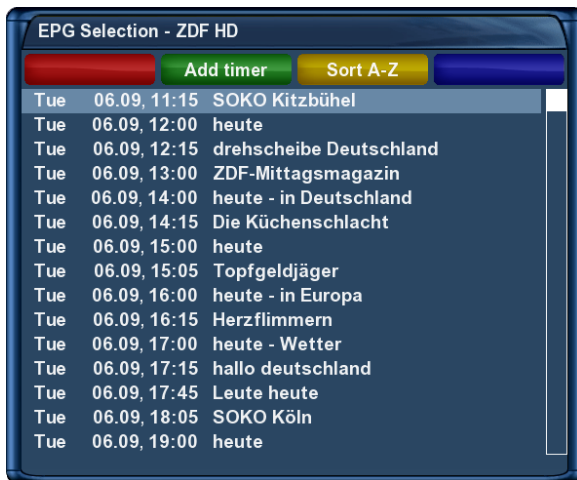 EPG Selection - ZDF HD
Add timer Sort A-Z
Tue 06.09, 11:15 SOKO Kitzbühel
Tue 06.09, 12:00 heute
Tue 06.09, 12:15 drehscheibe Deutschland
Tue 06.09, 13:00 ZDF-Mittagsmagazin
Tue 06.09, 14:00 heute - in Deutschland
Tue 06.09, 14:15 Die Küchenschlacht
Tue 06.09, 15:00 heute
Tue 06.09, 15:05 Topfgeldjäger
Tue 06.09, 16:00 heute - in Europa
Tue 06.09, 16:15 Herzflimmern
Tue 06.09, 17:00 heute - Wetter
Tue 06.09, 17:15 hallo deutschland
Tue 06.09, 17:45 Leute heute
Tue 06.09, 18:05 SOKO Köln
Tue 06.09, 19:00 heute